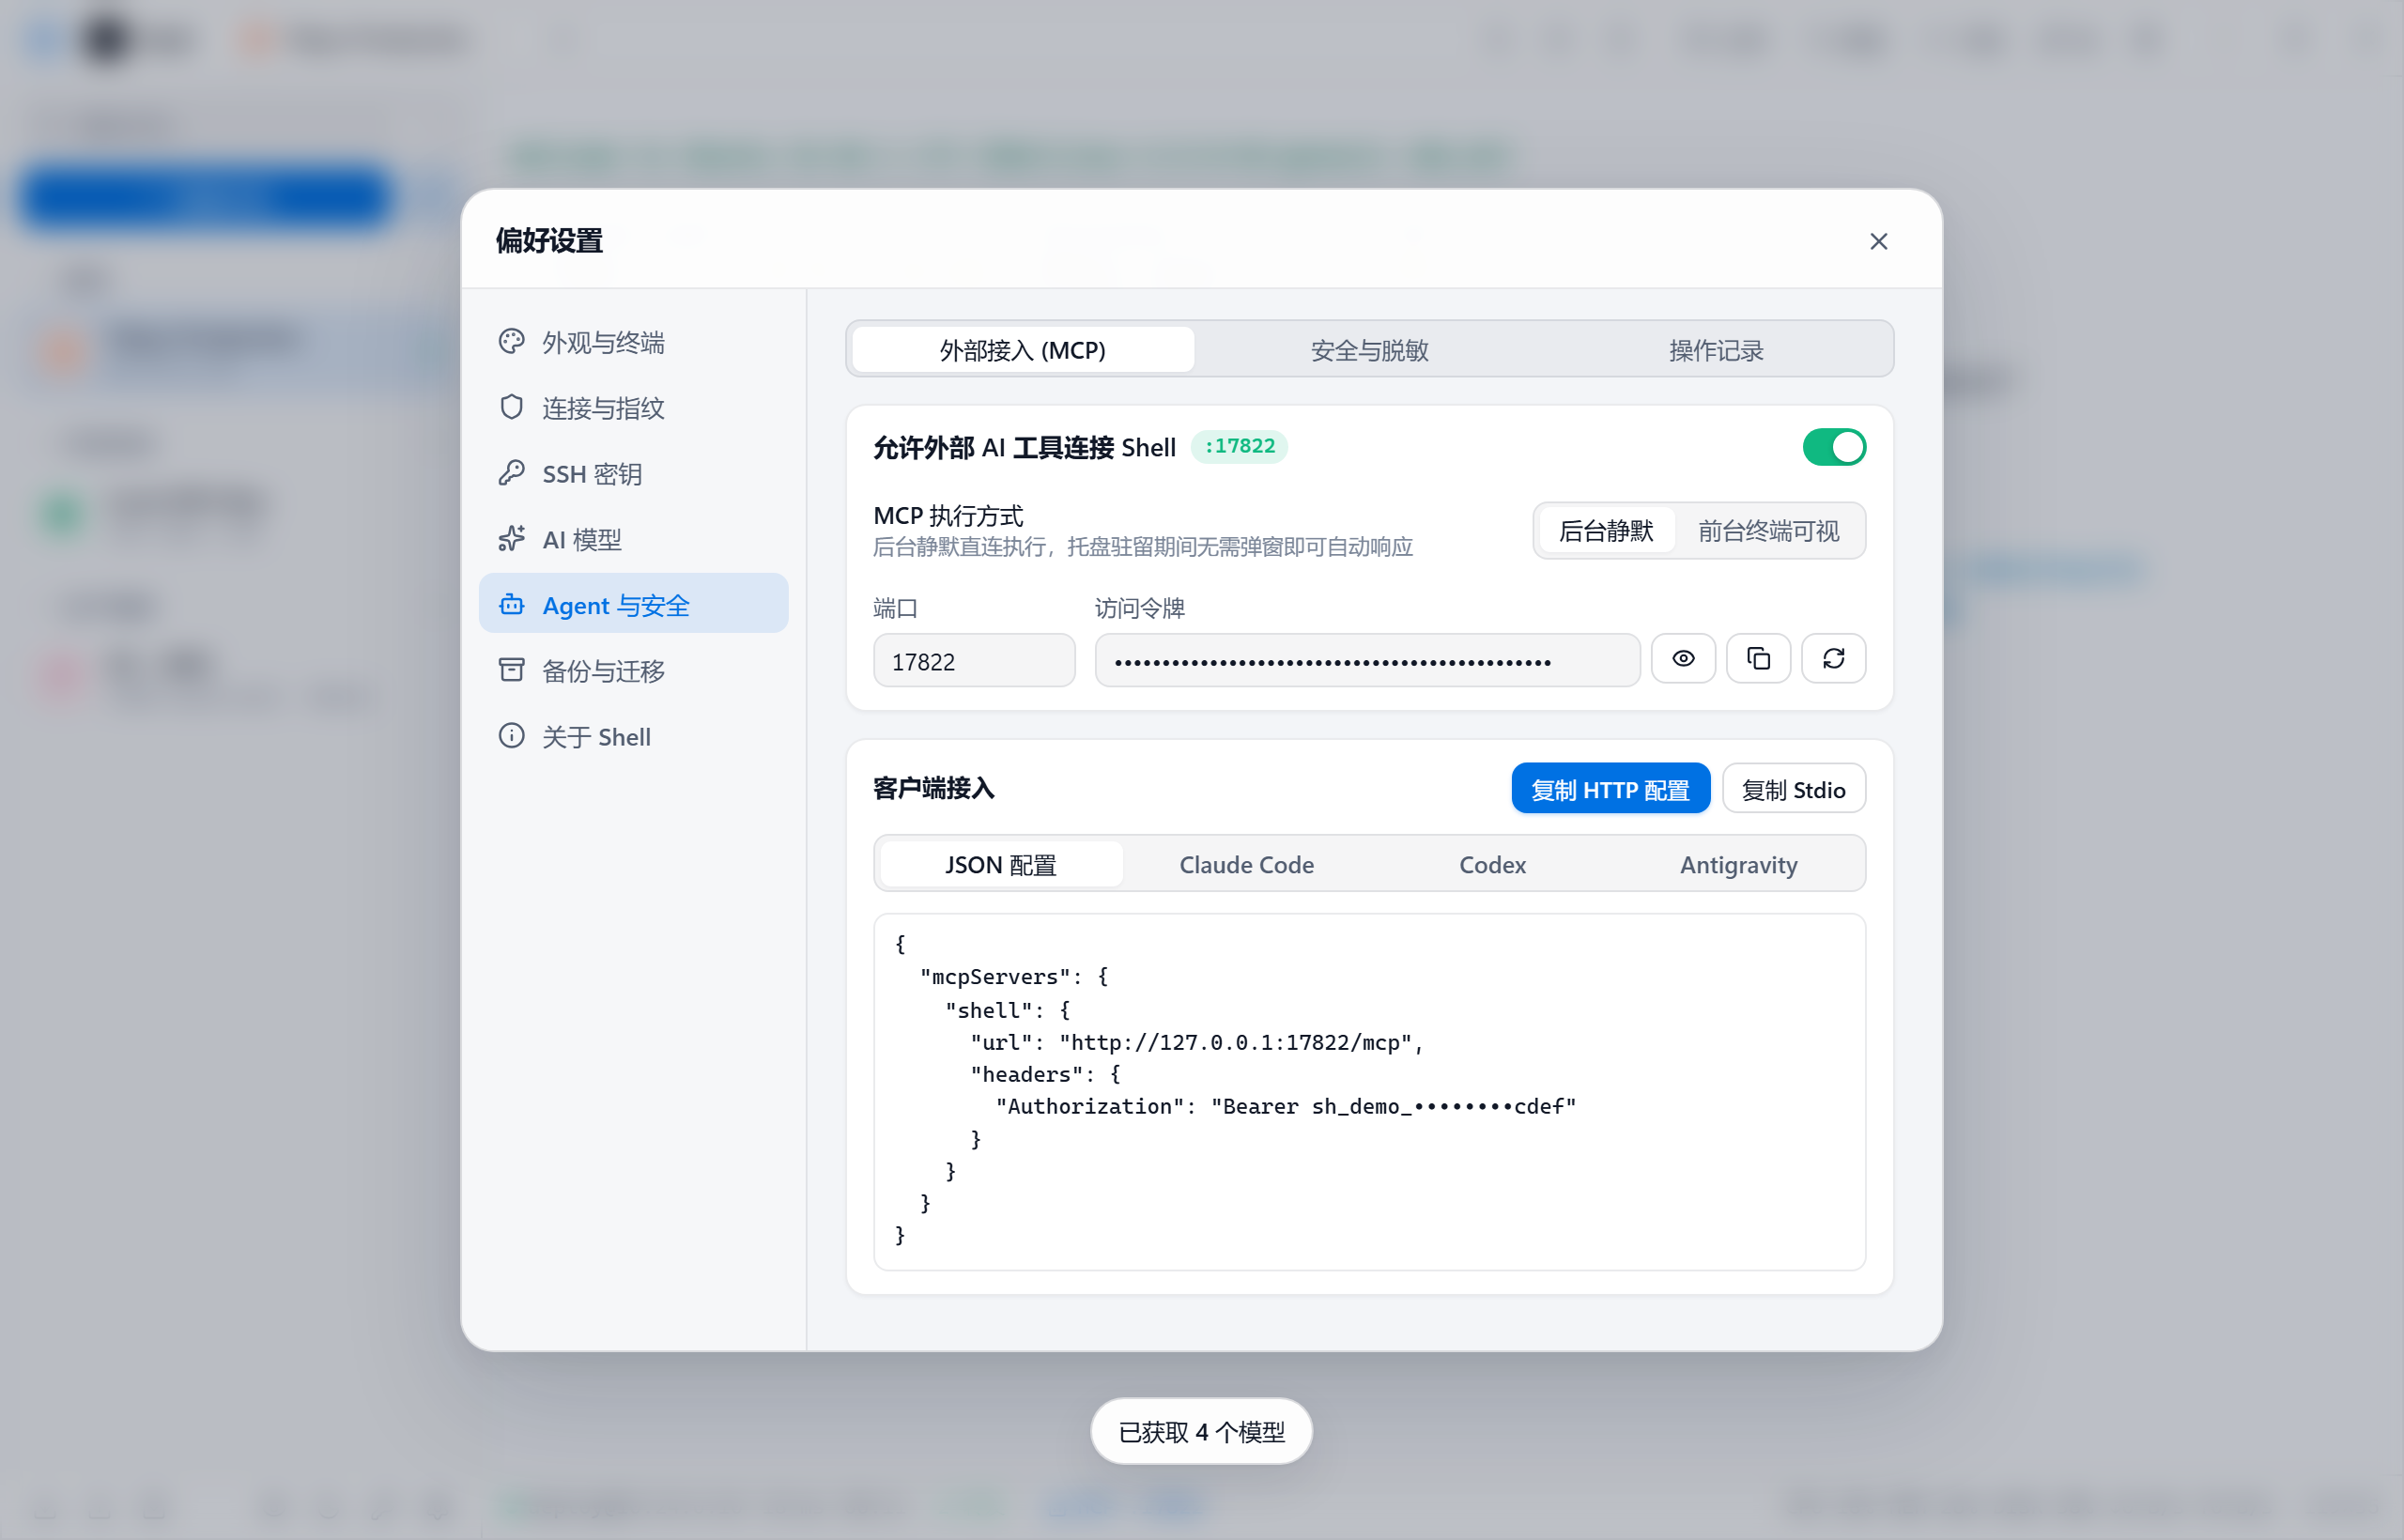 偏好设置
外观与终端
连接与指纹
SSH 密钥
AI 模型
Agent 与安全
备份与迁移
关于 Shell
外部接入 (MCP)
安全与脱敏
操作记录
允许外部 AI 工具连接 Shell :17822
MCP 执行方式
后台静默直连执行，托盘驻留期间无需弹窗即可自动响应
后台静默
前台终端可视
端口
访问令牌
17822
••••••••••••••••••••••••••••••••••••••••••••••
客户端接入
复制 HTTP 配置
复制 Stdio
JSON 配置
Claude Code
Codex
Antigravity
{
"mcpServers": {
"shell": {
"url": "http://127.0.0.1:17822/mcp",
"headers": {
"Authorization": "Bearer sh_demo_••••••••cdef"
}
}
}
}
已获取 4 个模型